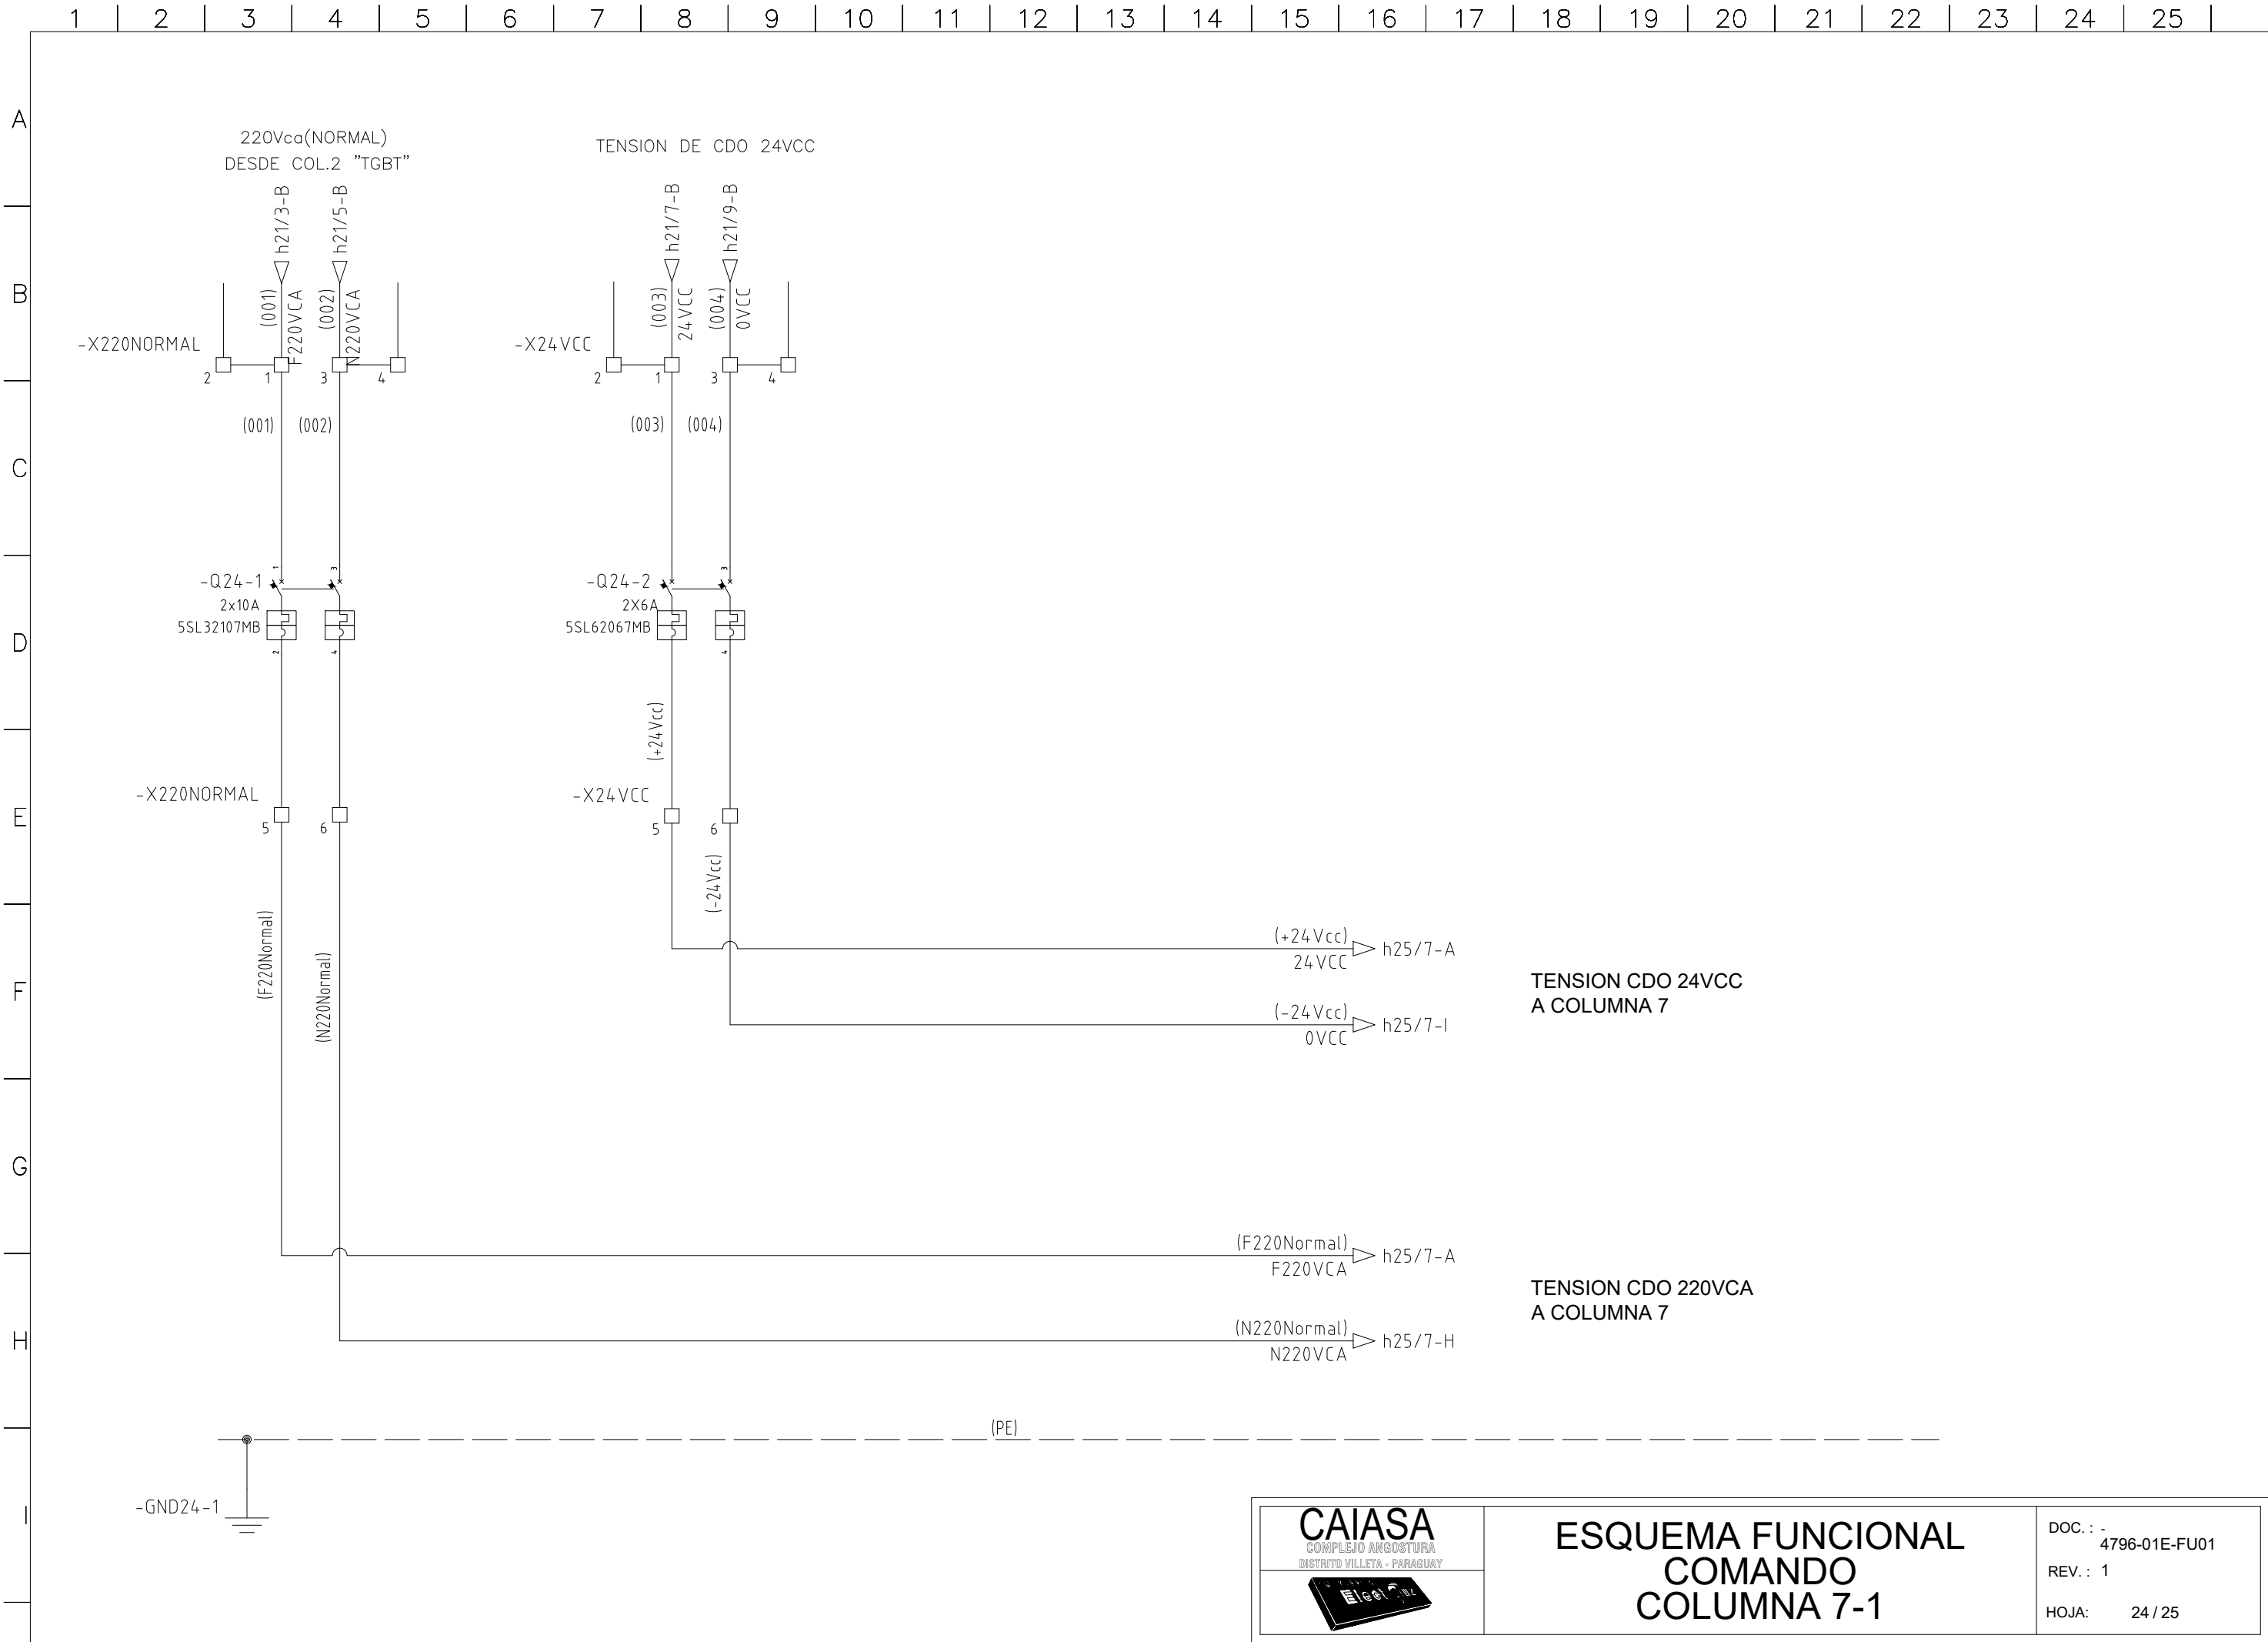 1 2 3 4 5 6 7 8 9 10 11 12 13 14 15 16 17 18 19 20 21 22 23 24 25
A
220Vca(NORMAL)
DESDE COL.2 "TGBT"
TENSION DE CDO 24VCC
h21/3-B
h21/5-B
h21/7-B
h21/9-B
B
(001)
F220VCA
(002)
N220VCA
(003)
24VCC
(004)
0VCC
-X220NORMAL
2 1 3 4
-X24VCC
2 1 3 4
(001) (002)
(003) (004)
C
-Q24-1
2x10A
5SL32107MB
1 3
2 4
-Q24-2
2X6A
5SL62067MB
3
4
D
(+24Vcc)
-X220NORMAL
5 6
-X24VCC
5 6
E
(-24Vcc)
(F220Normal)
(N220Normal)
(+24Vcc)
24VCC
h25/7-A
F
TENSION CDO 24VCC
A COLUMNA 7
(-24Vcc)
0VCC
h25/7-I
G
(F220Normal)
F220VCA
h25/7-A
TENSION CDO 220VCA
A COLUMNA 7
H
(N220Normal)
N220VCA
h25/7-H
(PE)
-GND24-1
I
CAIASA
COMPLEJO ANGOSTURA
DISTRITO VILLETA - PARAGUAY
ESQUEMA FUNCIONAL
COMANDO
COLUMNA 7-1
DOC. : -
4796-01E-FU01
REV. : 1
HOJA: 24 / 25